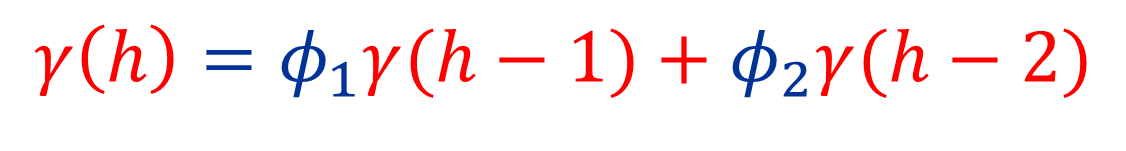 γ(h) = ϕ₁γ(h − 1) + ϕ₂γ(h − 2)